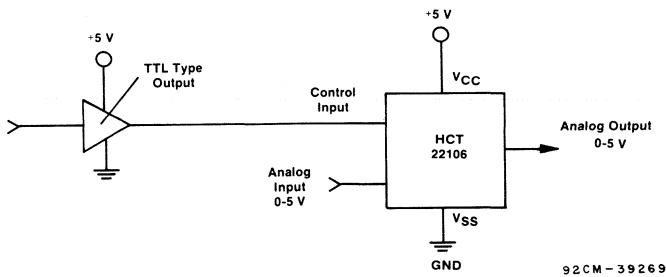 +5 V
TTL Type
Output
+5 V
VCC
Control
Input
HCT
22106
Analog Output
0-5 V
Analog
Input
0-5 V
VSS
GND
92CM-39269